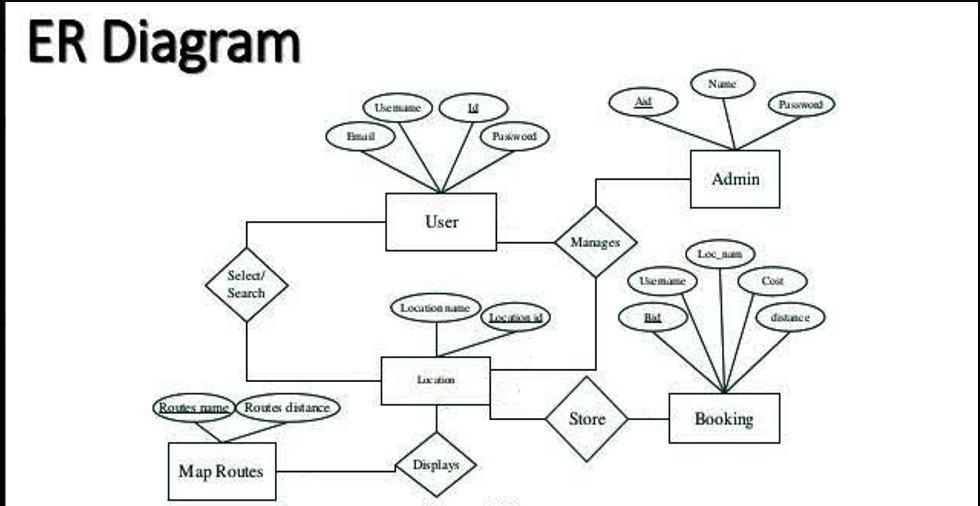 ER Diagram
Name
Aid
Password
Username
Id
Email
Password
Admin
User
Manages
Loc_nam
Select/
Search
Username
Cost
Location name
Location id
Bid
distance
Location
Routes name
Routes distance
Store
Booking
Map Routes
Displays